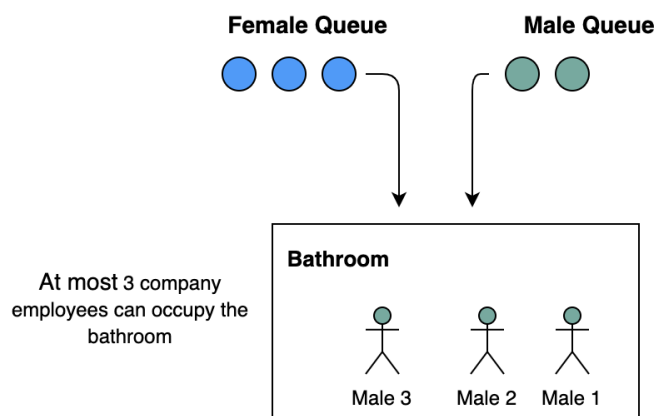 Female Queue
Male Queue
Bathroom
At most 3 company
employees can occupy the
bathroom
Male 3
Male 2
Male 1